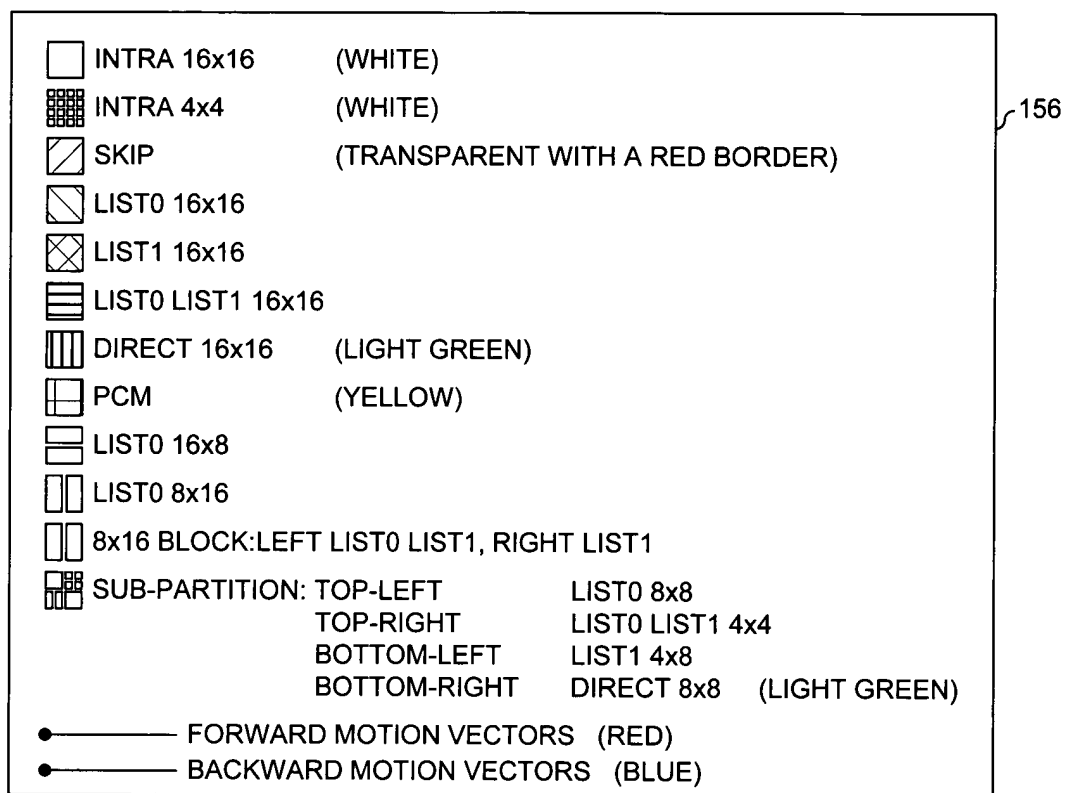 INTRA 16x16 (WHITE)
INTRA 4x4 (WHITE)
156
SKIP (TRANSPARENT WITH A RED BORDER)
LIST0 16x16
LIST1 16x16
LIST0 LIST1 16x16
DIRECT 16x16 (LIGHT GREEN)
PCM (YELLOW)
LIST0 16x8
LIST0 8x16
8x16 BLOCK:LEFT LIST0 LIST1, RIGHT LIST1
SUB-PARTITION: TOP-LEFT LIST0 8x8
TOP-RIGHT LIST0 LIST1 4x4
BOTTOM-LEFT LIST1 4x8
BOTTOM-RIGHT DIRECT 8x8 (LIGHT GREEN)
FORWARD MOTION VECTORS (RED)
BACKWARD MOTION VECTORS (BLUE)